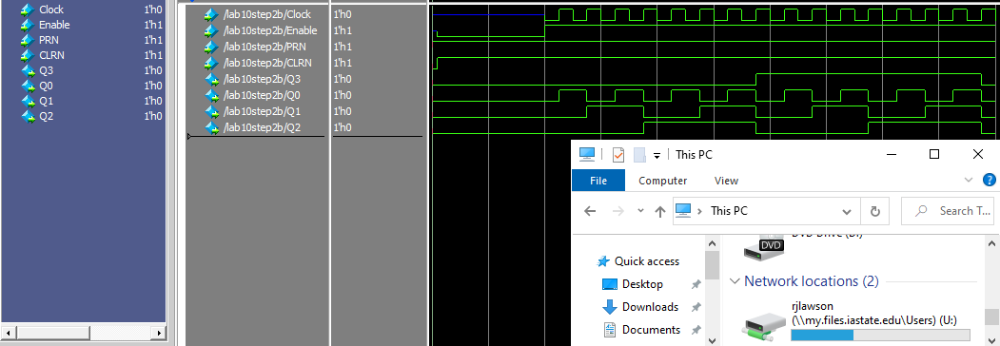 Clock 1'h0
Enable 1'h1
PRN 1'h1
CLRN 1'h1
Q3 1'h0
Q0 1'h0
Q1 1'h0
Q2 1'h0
/lab10step2b/Clock 1'h0
/lab10step2b/Enable 1'h1
/lab10step2b/PRN 1'h1
/lab10step2b/CLRN 1'h1
/lab10step2b/Q3 1'h0
/lab10step2b/Q0 1'h0
/lab10step2b/Q1 1'h0
/lab10step2b/Q2 1'h0
This PC
File Computer View
This PC
Search T...
Quick access
Desktop
Downloads
Documents
DVD Drive (D:)
DVD
Network locations (2)
rjlawson
(\\my.files.iastate.edu\Users) (U:)